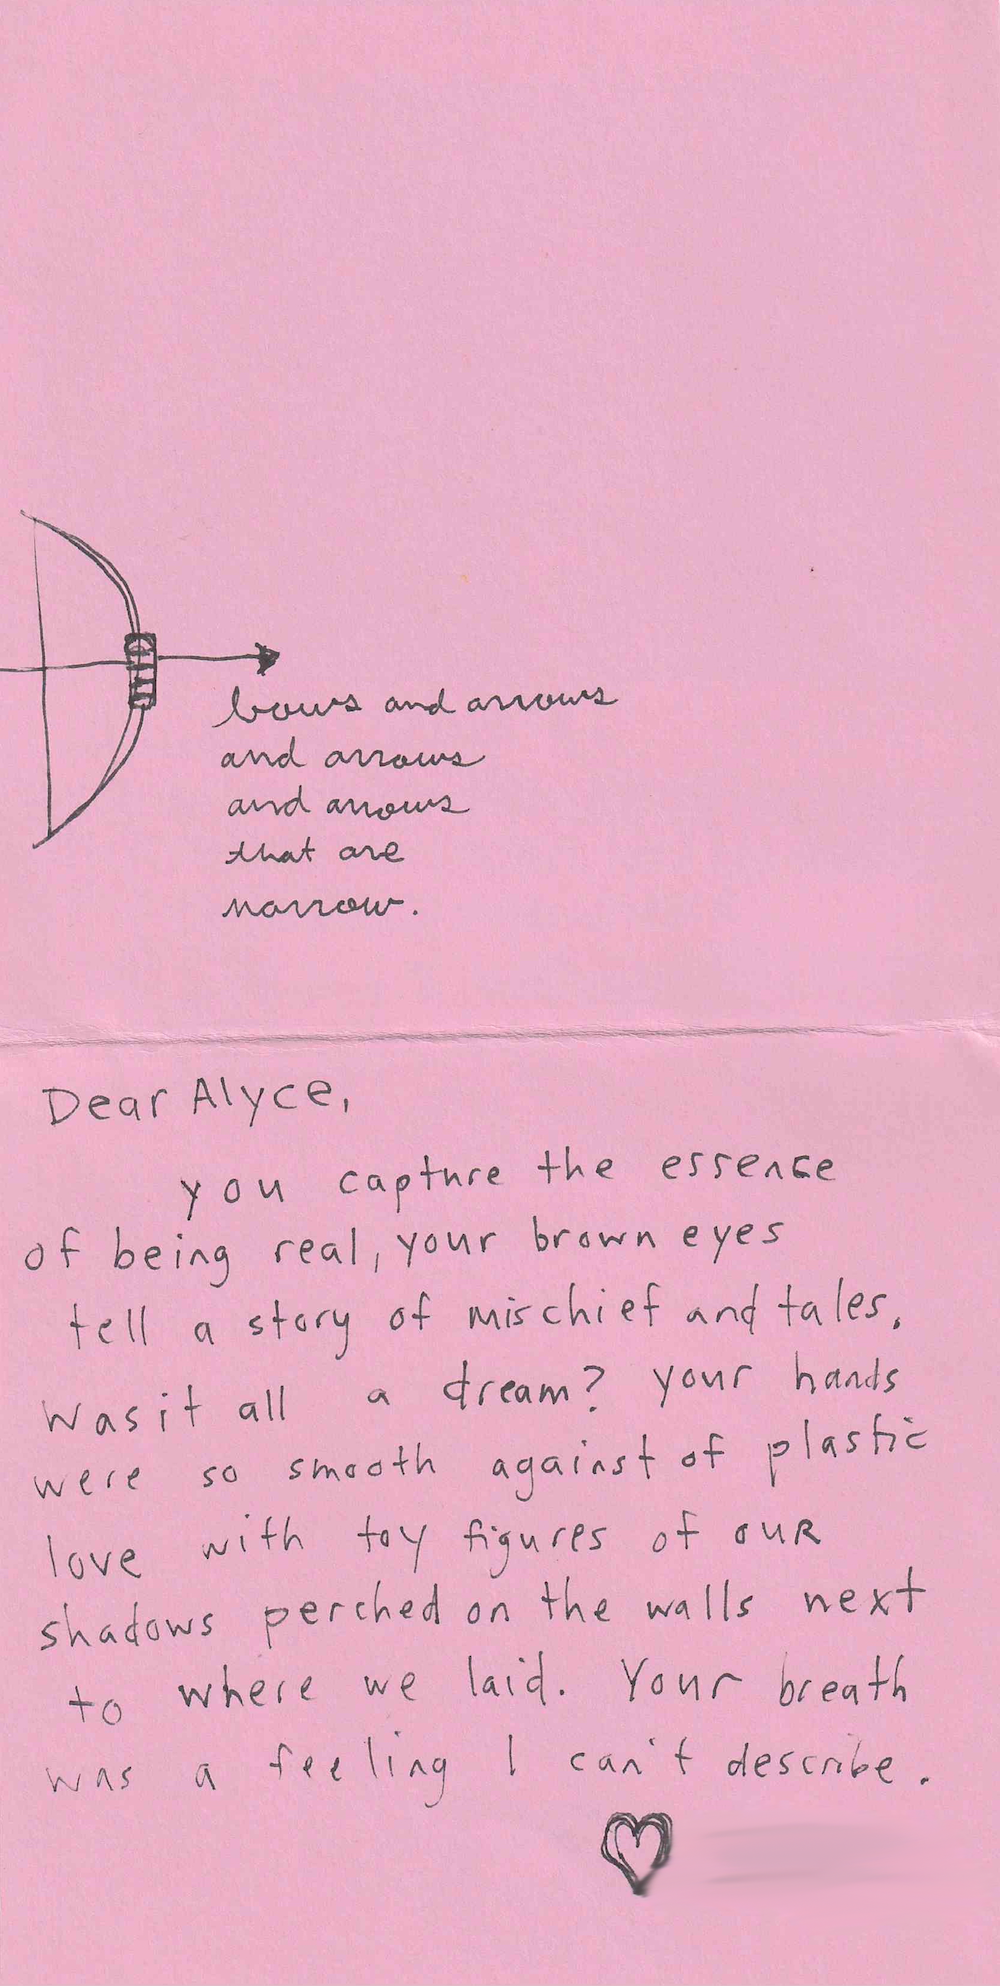 bows and arrows
and arrows
and arrows
that are
narrow.
Dear Alyce,
you capture the essence
of being real, your brown eyes
tell a story of mischief and tales.
Was it all a dream? your hands
were so smooth against of plastic
love with toy figures of ouR
shadows perched on the walls next
to where we laid. Your breath
was a feeling I can't describe.